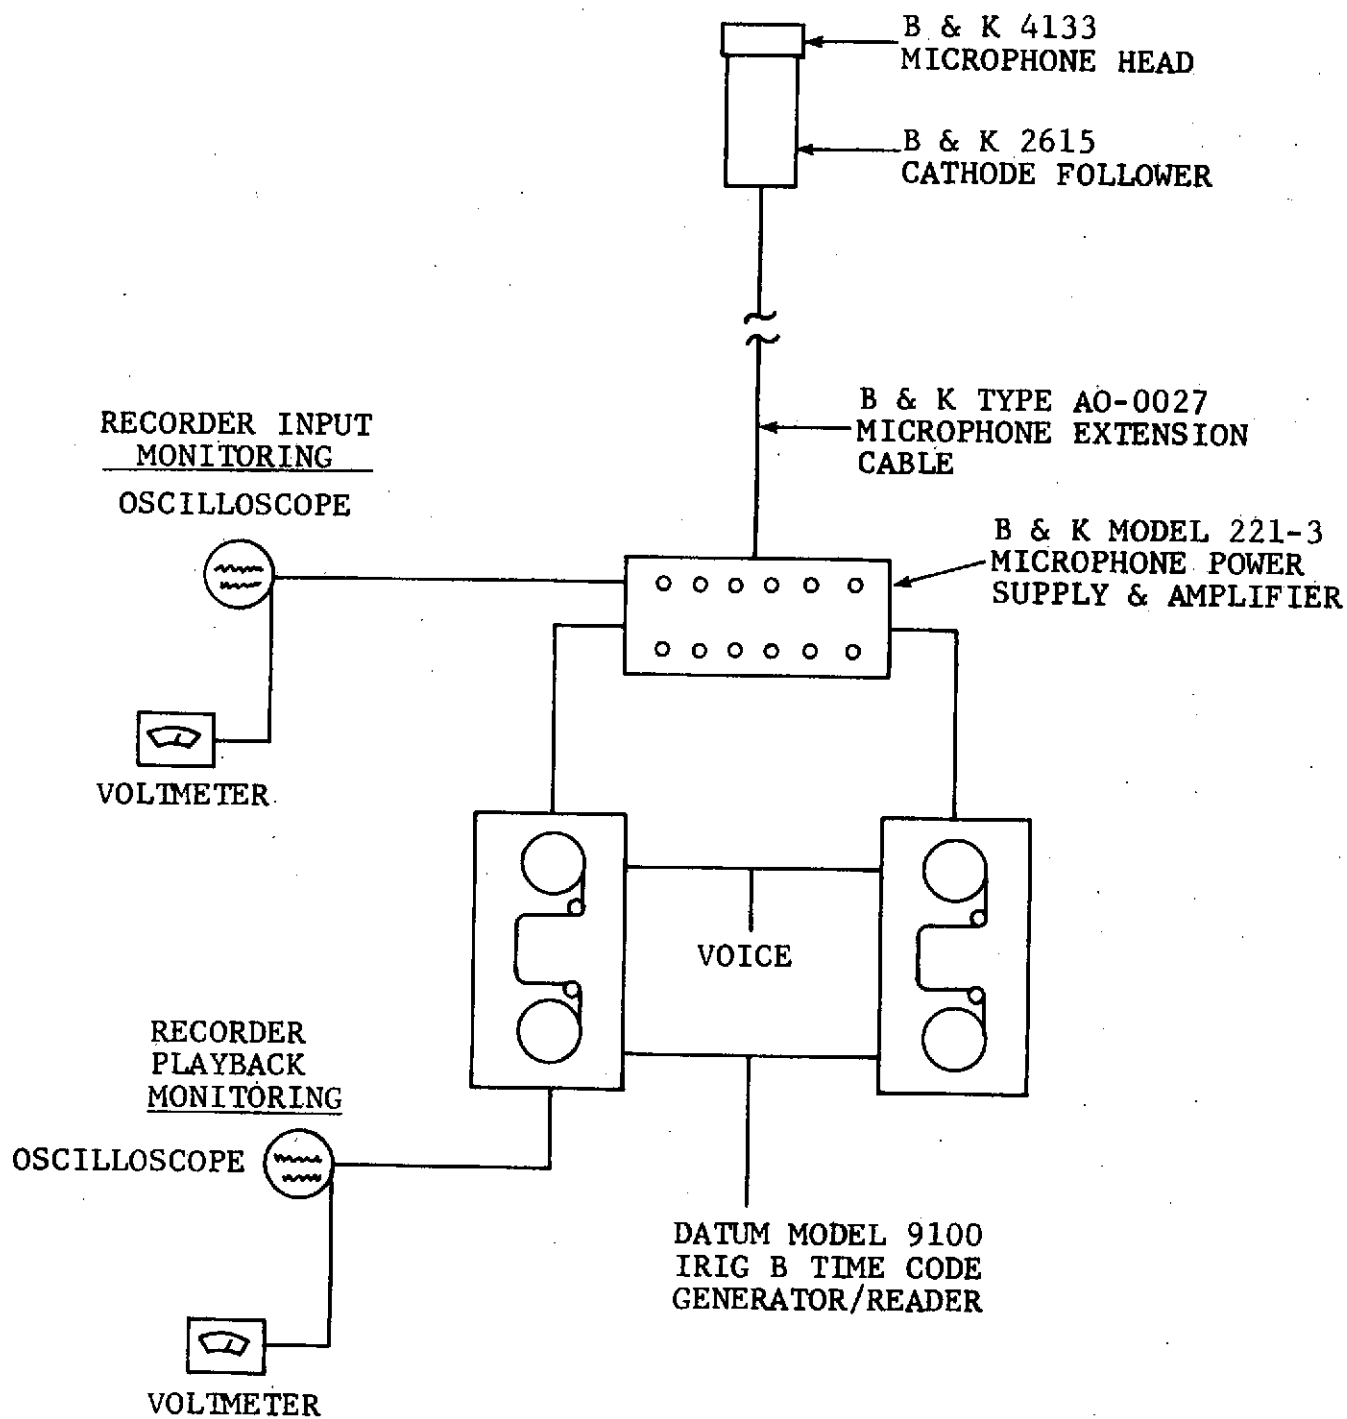 B & K 4133
MICROPHONE HEAD
B & K 2615
CATHODE FOLLOWER
B & K TYPE AO-0027
MICROPHONE EXTENSION
CABLE
RECORDER INPUT
MONITORING
OSCILLOSCOPE
B & K MODEL 221-3
MICROPHONE POWER
SUPPLY & AMPLIFIER
VOLTMETER
VOICE
RECORDER
PLAYBACK
MONITORING
OSCILLOSCOPE
DATUM MODEL 9100
IRIG B TIME CODE
GENERATOR/READER
VOLTMETER